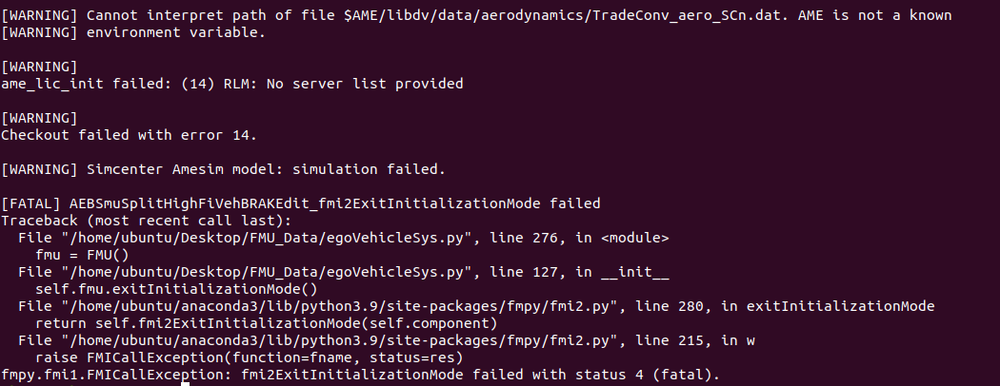 [WARNING] Cannot interpret path of file $AME/libdv/data/aerodynamics/TradeConv_aero_SCn.dat. AME is not a known
[WARNING] environment variable.
[WARNING]
ame_lic_init failed: (14) RLM: No server list provided
[WARNING]
Checkout failed with error 14.
[WARNING] Simcenter Amesim model: simulation failed.
[FATAL] AEBSmuSplitHighFiVehBRAKEdit_fmi2ExitInitializationMode failed
Traceback (most recent call last):
  File "/home/ubuntu/Desktop/FMU_Data/egoVehicleSys.py", line 276, in <module>
    fmu = FMU()
  File "/home/ubuntu/Desktop/FMU_Data/egoVehicleSys.py", line 127, in __init__
    self.fmu.exitInitializationMode()
  File "/home/ubuntu/anaconda3/lib/python3.9/site-packages/fmpy/fmi2.py", line 280, in exitInitializationMode
    return self.fmi2ExitInitializationMode(self.component)
  File "/home/ubuntu/anaconda3/lib/python3.9/site-packages/fmpy/fmi2.py", line 215, in w
    raise FMICallException(function=fname, status=res)
fmpy.fmi1.FMICallException: fmi2ExitInitializationMode failed with status 4 (fatal).